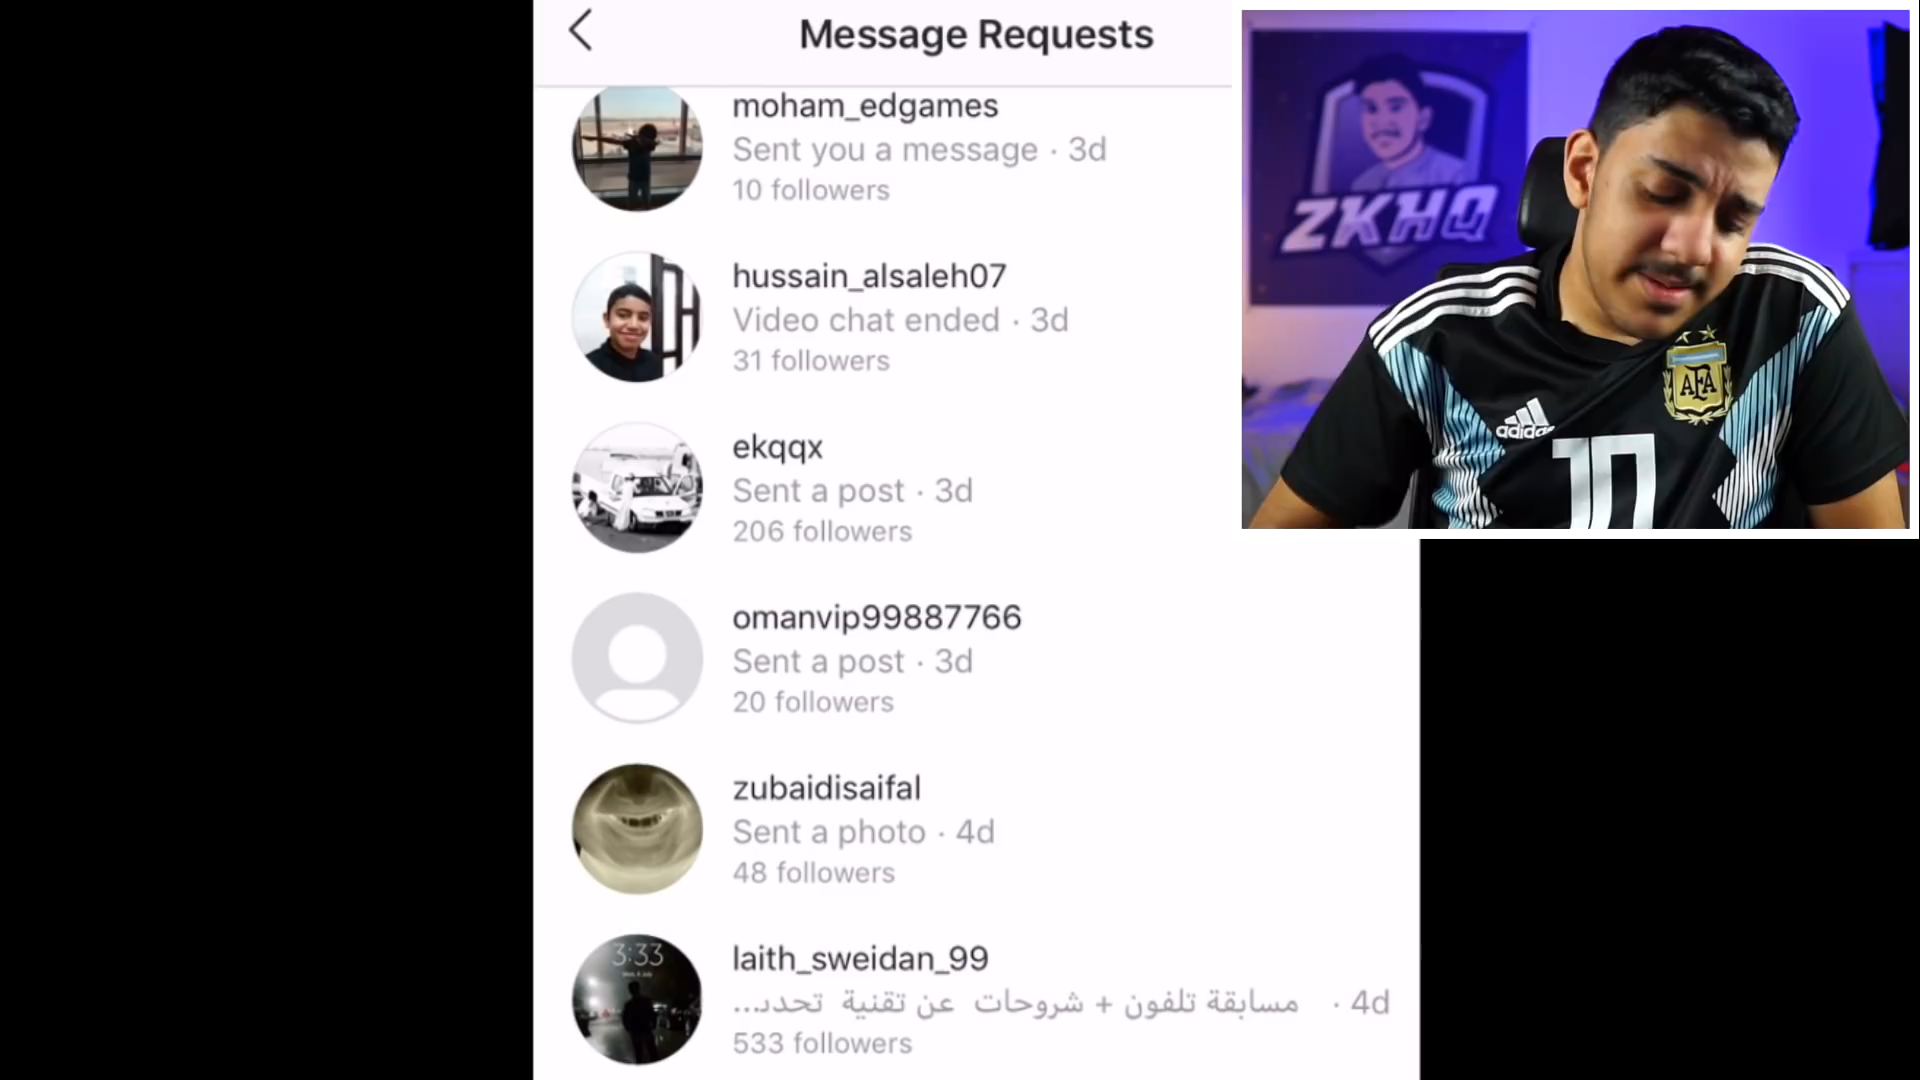 Message Requests
moham_edgames
Sent you a message · 3d
10 followers
hussain_alsaleh07
Video chat ended · 3d
31 followers
ekqqx
Sent a post · 3d
206 followers
omanvip99887766
Sent a post · 3d
20 followers
zubaidisaifal
Sent a photo · 4d
48 followers
3:33
laith_sweidan_99
مسابقة تلفون + شروحات عن تقنية تحدد... · 4d
533 followers
ZKHQ
AFA
adidas
10